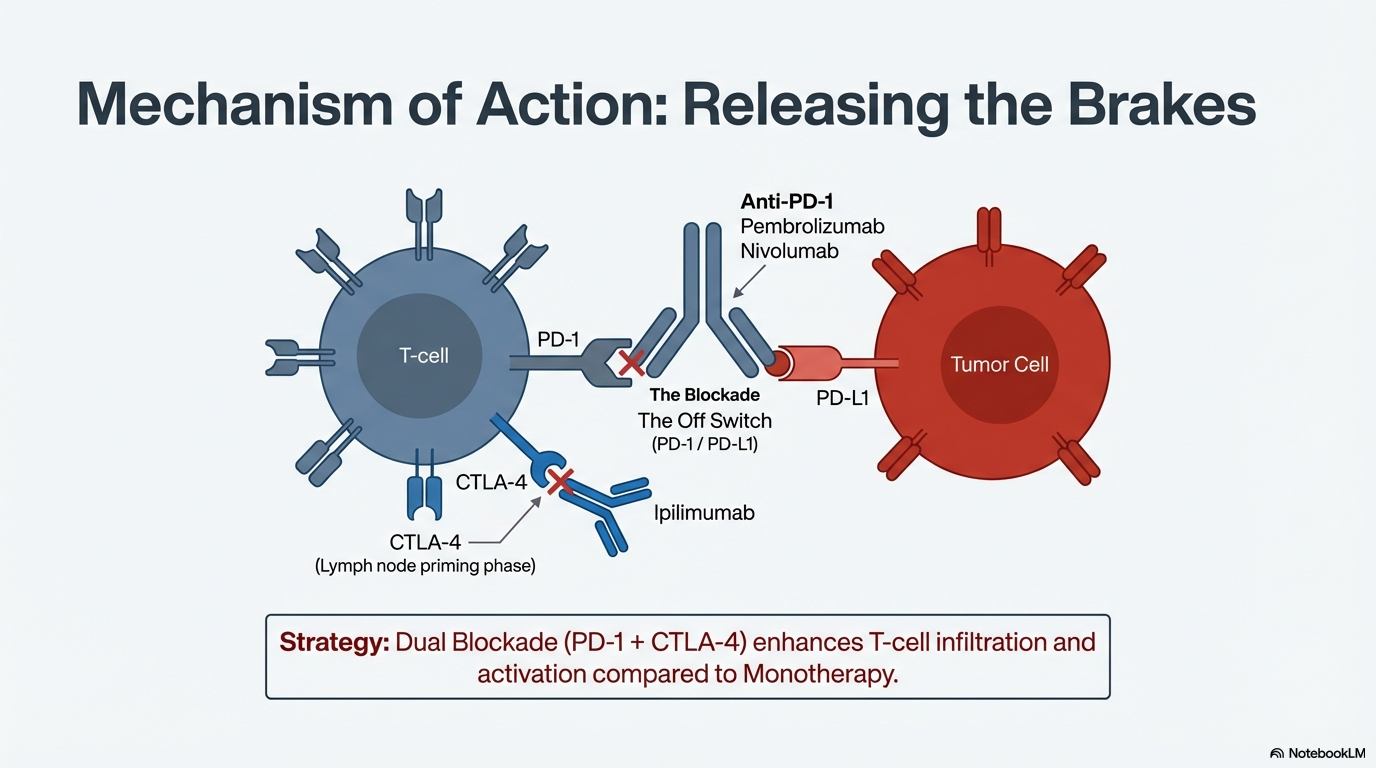 Mechanism of Action: Releasing the Brakes
Anti-PD-1
Pembrolizumab
Nivolumab
PD-1
T-cell
Tumor Cell
The Blockade
The Off Switch
(PD-1 / PD-L1)
PD-L1
CTLA-4
Ipilimumab
CTLA-4
(Lymph node priming phase)
Strategy: Dual Blockade (PD-1 + CTLA-4) enhances T-cell infiltration and
activation compared to Monotherapy.
NotebookLM